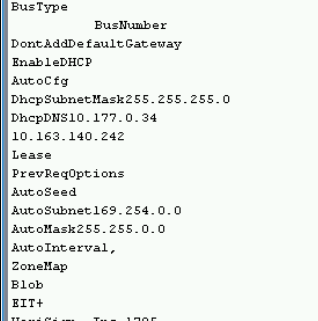 BusType
BusNumber
DontAddDefaultGateway
EnableDHCP
AutoCfg
DhcpSubnetMask255.255.255.0
DhcpDNS10.177.0.34
10.163.140.242
Lease
PrevReqOptions
AutoSeed
AutoSubnet169.254.0.0
AutoMask255.255.0.0
AutoInterval,
ZoneMap
Blob
EIT+